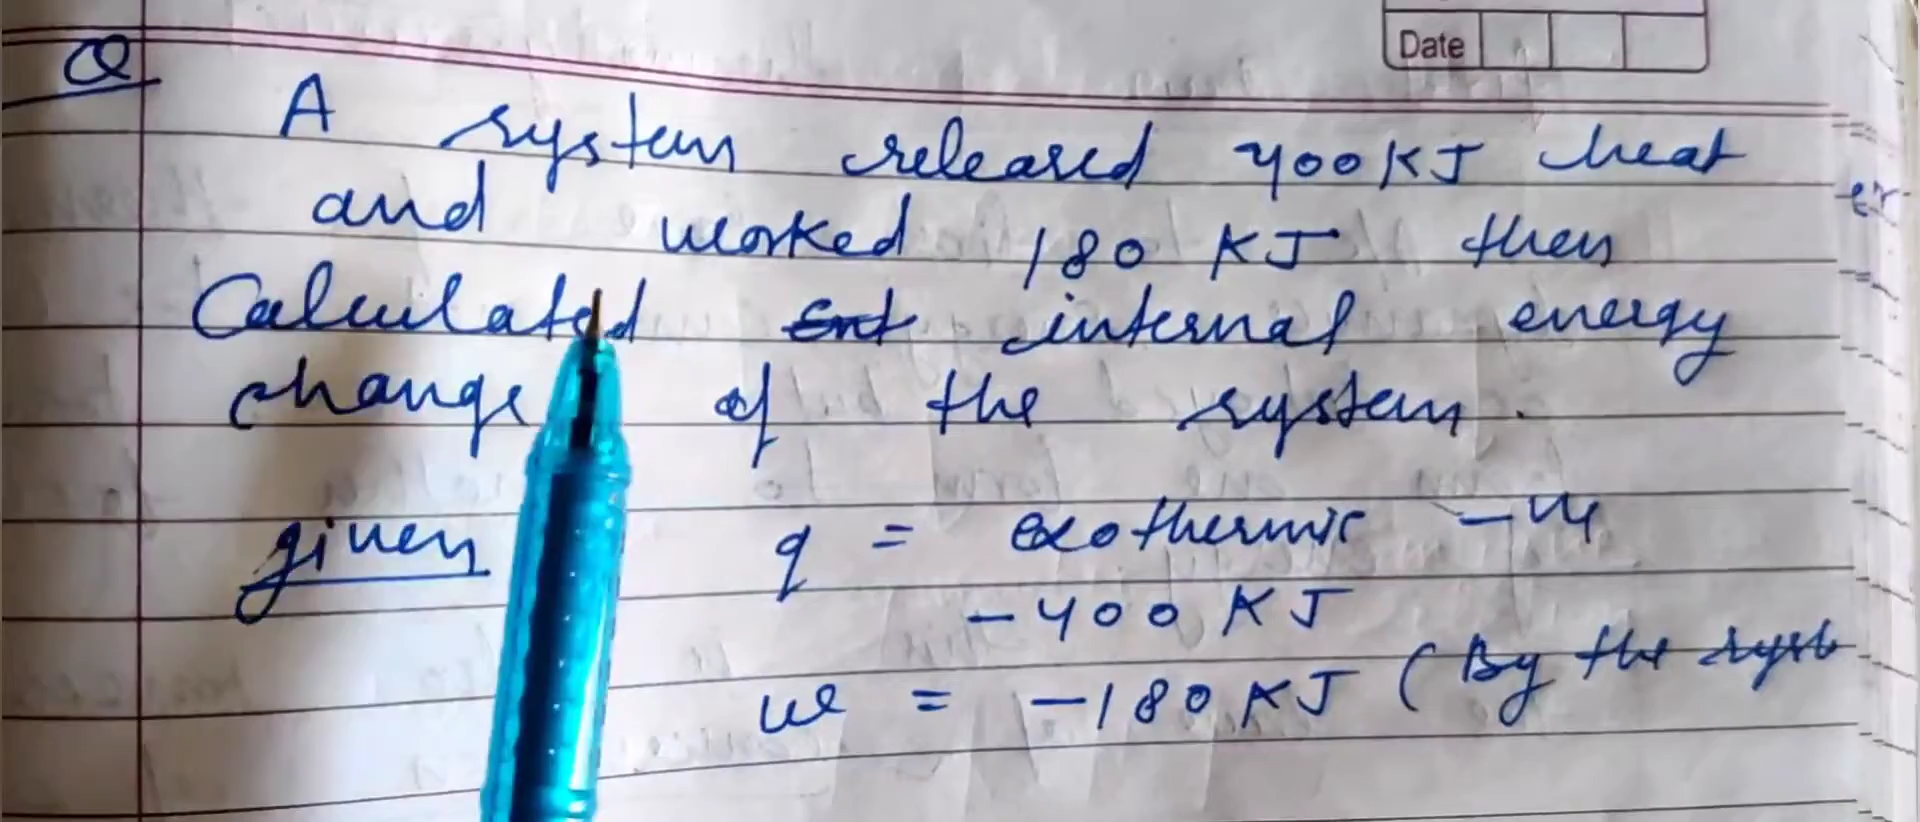 Date
Q
A system released 400 KJ heat
and worked 180 KJ then
Calculated Ent internal energy
change of the system.
given q = exothermic -ve
-400 KJ
w = -180 KJ (By the syst